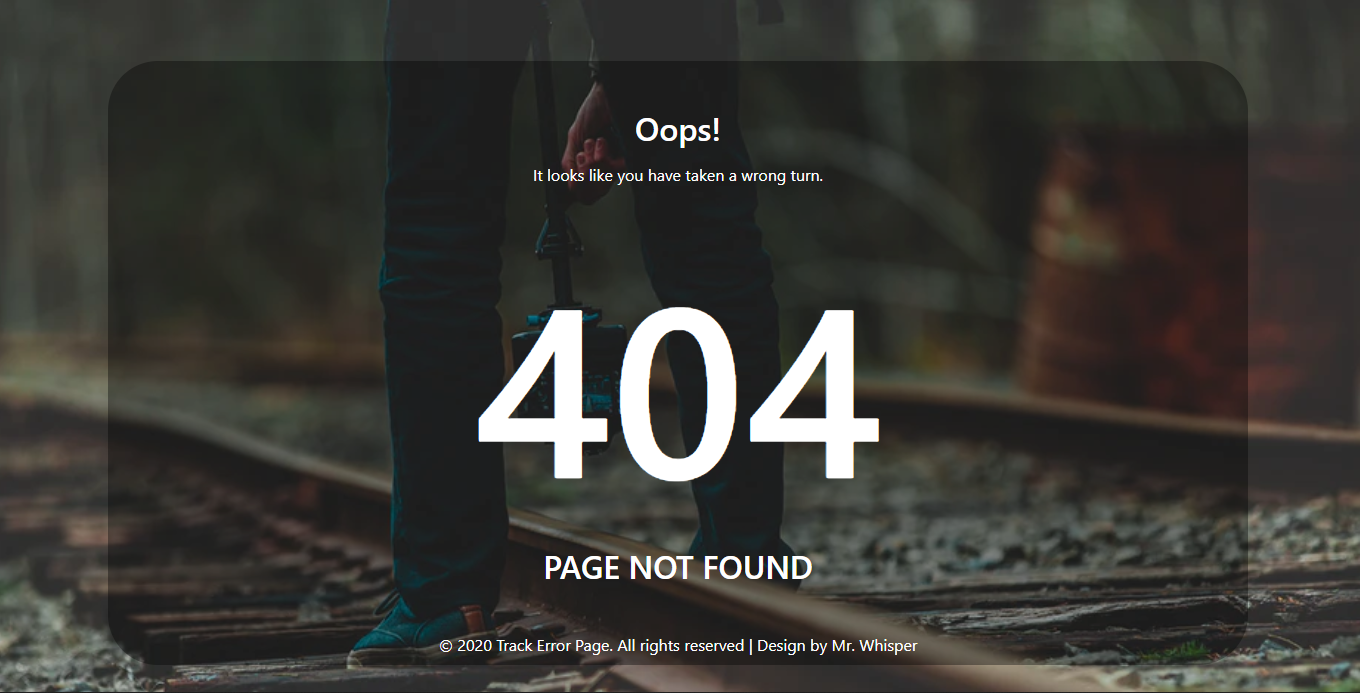 Oops!
It looks like you have taken a wrong turn.
404
PAGE NOT FOUND
© 2020 Track Error Page. All rights reserved | Design by Mr. Whisper